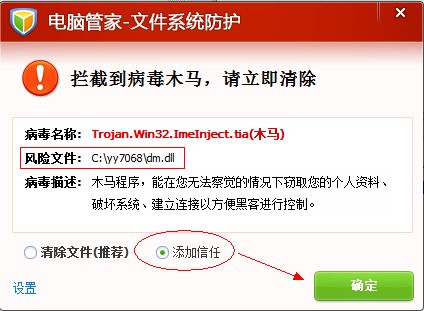 电脑管家-文件系统防护
拦截到病毒木马，请立即清除
病毒名称：Trojan.Win32.ImeInject.tia(木马)
风险文件：C:\yy7068\dm.dll
病毒描述：木马程序，能在您无法察觉的情况下窃取您的个人资料、
破坏系统、建立连接以方便黑客进行控制。
清除文件(推荐) 添加信任
设置 确定